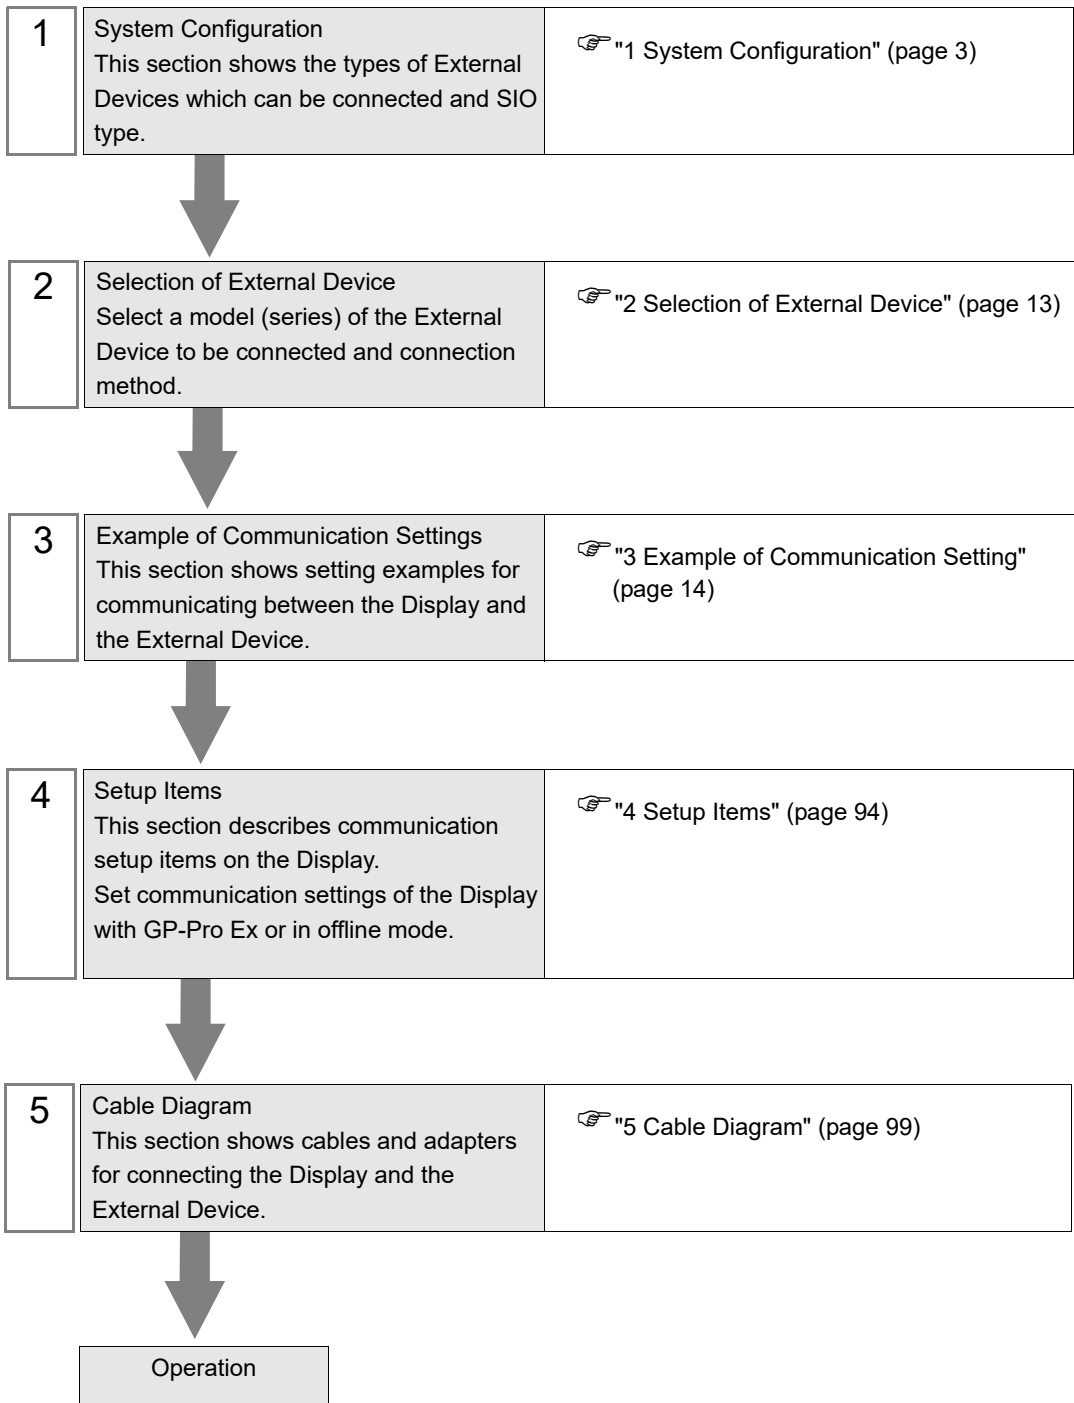 1
System Configuration
This section shows the types of External
Devices which can be connected and SIO
type.
"1 System Configuration" (page 3)
2
Selection of External Device
Select a model (series) of the External
Device to be connected and connection
method.
"2 Selection of External Device" (page 13)
3
Example of Communication Settings
This section shows setting examples for
communicating between the Display and
the External Device.
"3 Example of Communication Setting"
(page 14)
4
Setup Items
This section describes communication
setup items on the Display.
Set communication settings of the Display
with GP-Pro Ex or in offline mode.
"4 Setup Items" (page 94)
5
Cable Diagram
This section shows cables and adapters
for connecting the Display and the
External Device.
"5 Cable Diagram" (page 99)
Operation